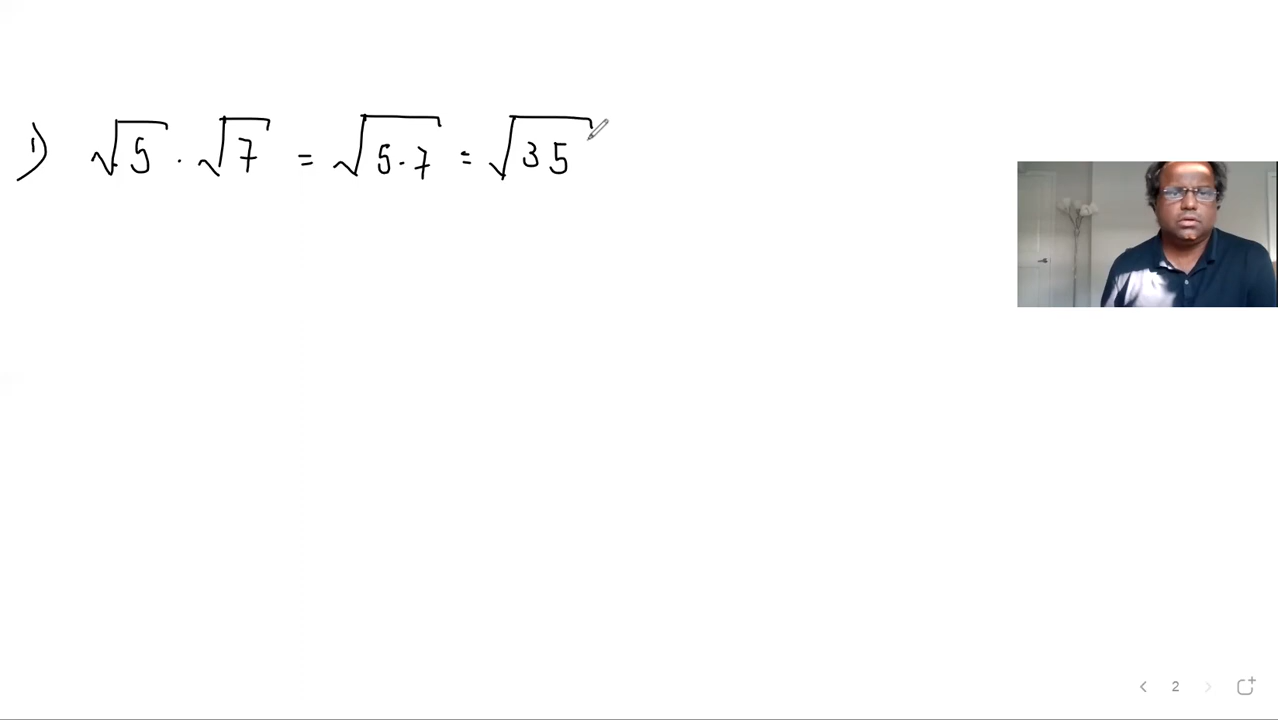 1) √5 . √7 = √5.7 = √35
2